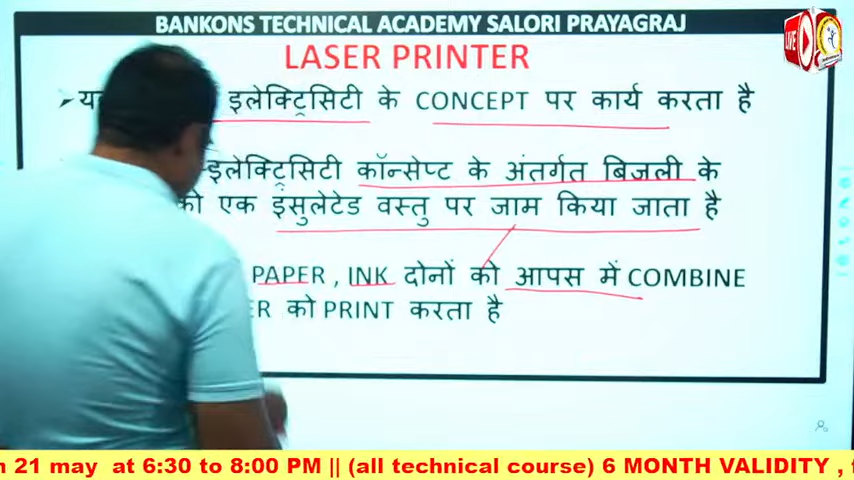 BANKONS TECHNICAL ACADEMY SALORI PRAYAGRAJ
LIVE
LASER PRINTER
इलेक्ट्रिसिटी के CONCEPT पर कार्य करता है
इलेक्ट्रिसिटी कॉन्सेप्ट के अंतर्गत बिजली के
को एक इंसुलेटेड वस्तु पर जाम किया जाता है
PAPER , INK दोनों को आपस में COMBINE
को PRINT करता है
21 may at 6:30 to 8:00 PM || (all technical course) 6 MONTH VALIDITY ,